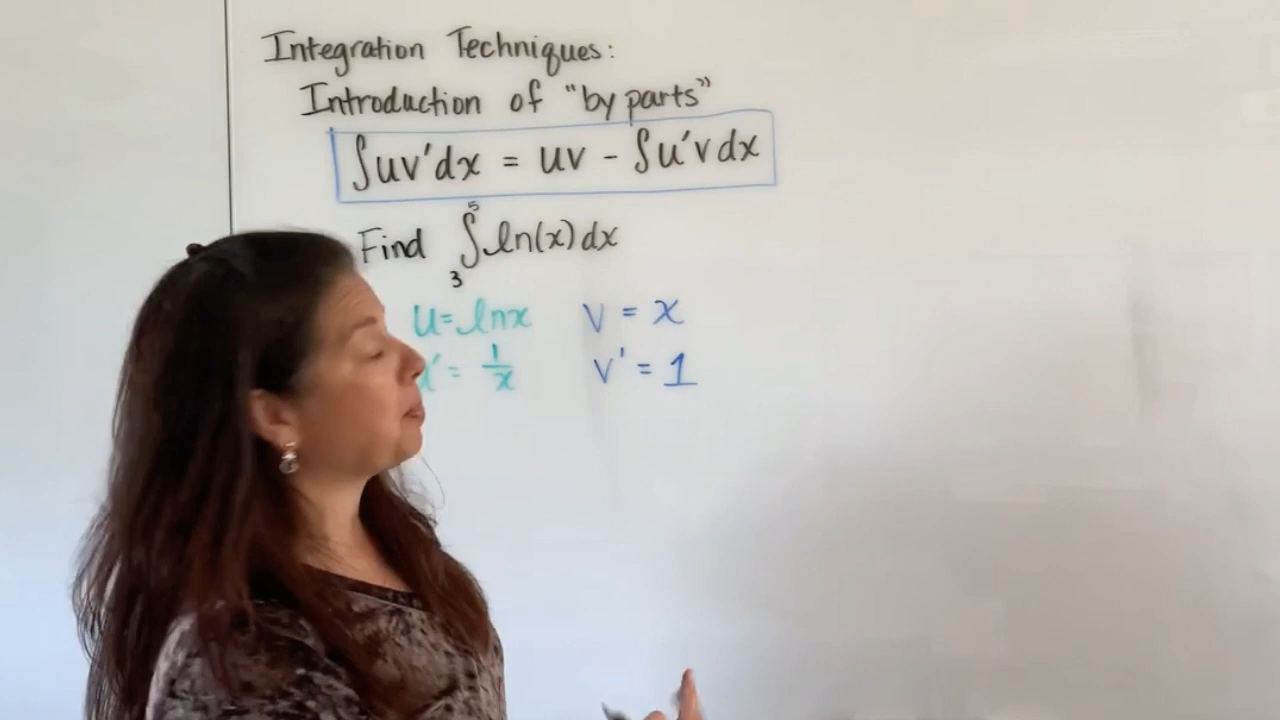 Integration Techniques:
Introduction of "by parts"
∫uv'dx = uv - ∫u'vdx
Find ∫₃⁵ ln(x)dx
u=lnx v = x
' = 1/x v' = 1